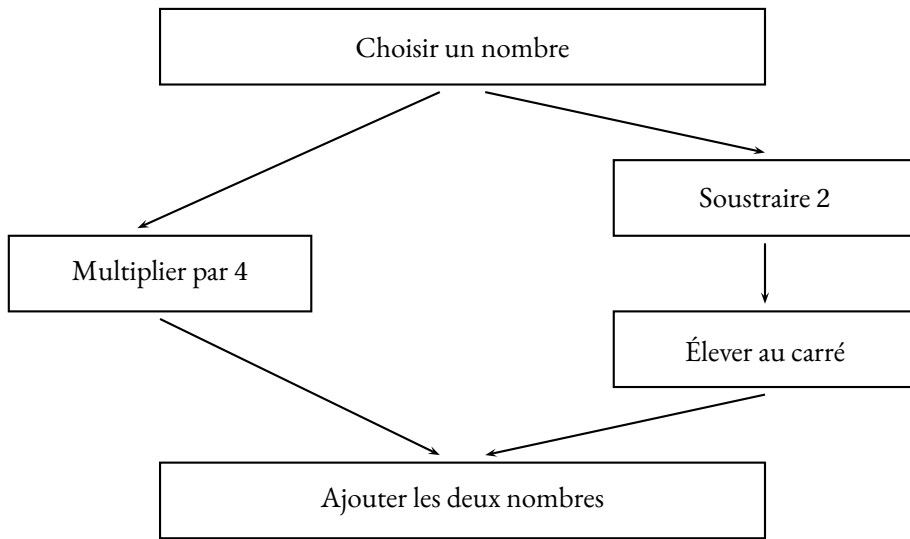 Choisir un nombre
Soustraire 2
Multiplier par 4
Élever au carré
Ajouter les deux nombres